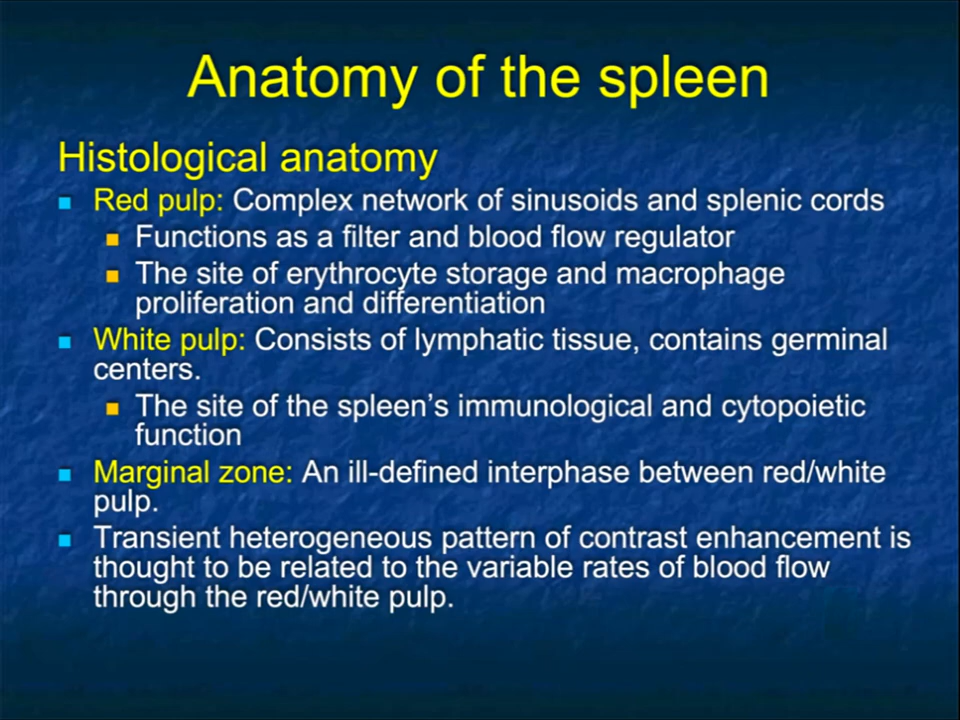 Anatomy of the spleen
Histological anatomy
Red pulp: Complex network of sinusoids and splenic cords
Functions as a filter and blood flow regulator
The site of erythrocyte storage and macrophage
proliferation and differentiation
White pulp: Consists of lymphatic tissue, contains germinal
centers.
The site of the spleen’s immunological and cytopoietic
function
Marginal zone: An ill-defined interphase between red/white
pulp.
Transient heterogeneous pattern of contrast enhancement is
thought to be related to the variable rates of blood flow
through the red/white pulp.